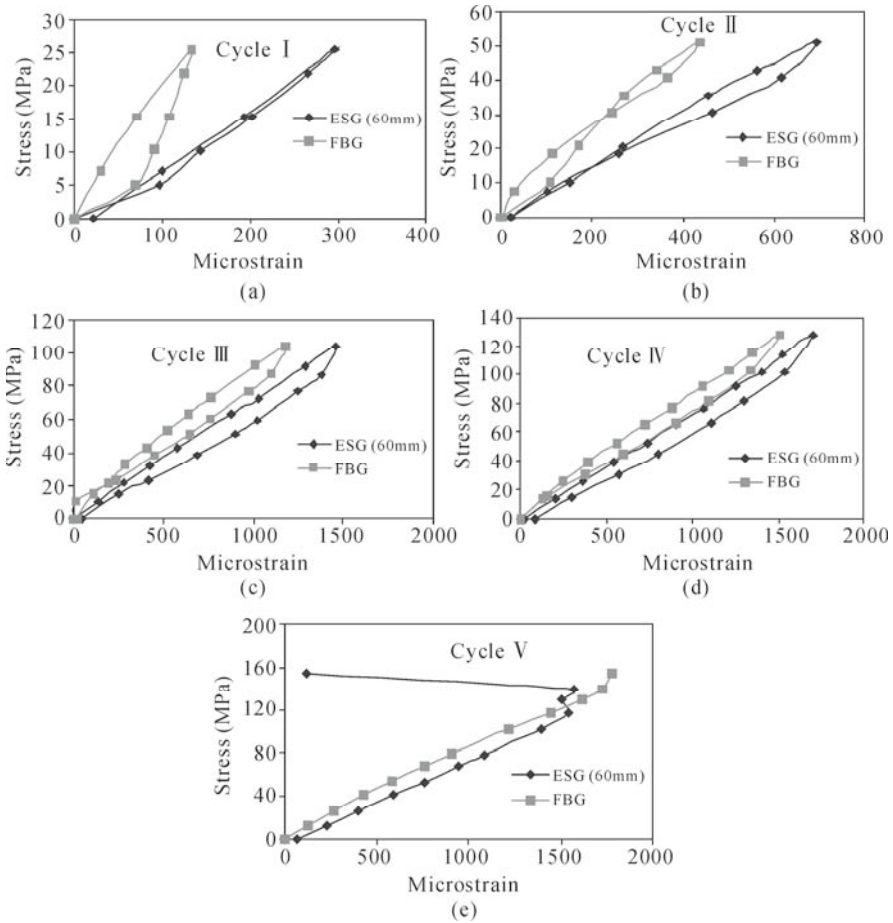 30
25
20
15
10
5
0
Stress (MPa)
Cycle Ⅰ
ESG (60mm)
FBG
0 100 200 300 400
Microstrain
(a)
60
50
40
30
20
10
0
Stress (MPa)
Cycle Ⅱ
ESG (60mm)
FBG
0 200 400 600 800
Microstrain
(b)
120
100
80
60
40
20
0
Stress (MPa)
Cycle Ⅲ
ESG (60mm)
FBG
0 500 1000 1500 2000
Microstrain
(c)
140
120
100
80
60
40
20
0
Stress (MPa)
Cycle Ⅳ
ESG (60mm)
FBG
0 500 1000 1500 2000
Microstrain
(d)
200
160
120
80
40
0
Stress (MPa)
Cycle Ⅴ
ESG (60mm)
FBG
0 500 1000 1500 2000
Microstrain
(e)